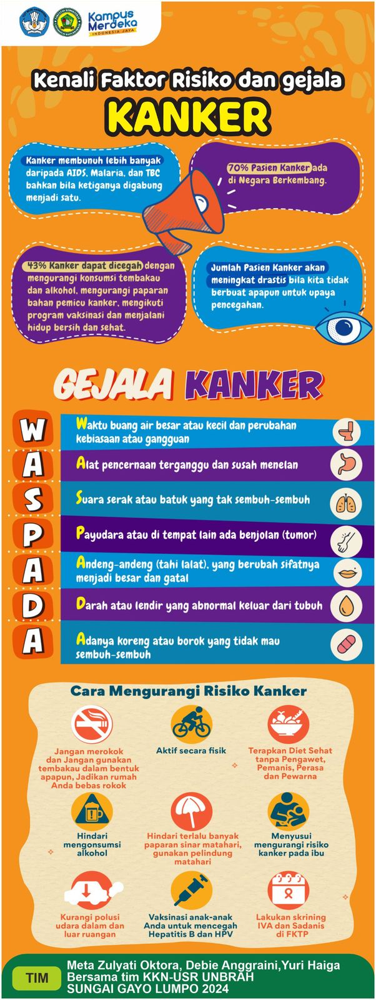 Kampus
Merdeka
INDONESIA JAYA
Kenali Faktor Risiko dan gejala
KANKER
Kanker membunuh lebih banyak
daripada AIDS, Malaria, dan TBC
bahkan bila ketiganya digabung
menjadi satu.
70% Pasien Kanker ada
di Negara Berkembang.
43% Kanker dapat dicegah dengan
mengurangi konsumsi tembakau
dan alkohol, mengurangi paparan
bahan pemicu kanker, mengikuti
program vaksinasi dan menjalani
hidup bersih dan sehat.
Jumlah Pasien Kanker akan
meningkat drastis bila kita tidak
berbuat apapun untuk upaya
pencegahan.
GEJALA KANKER
W
Waktu buang air besar atau kecil dan perubahan
kebiasaan atau gangguan
A
Alat pencernaan terganggu dan susah menelan
S
Suara serak atau batuk yang tak sembuh-sembuh
P
Payudara atau di tempat lain ada benjolan (tumor)
A
Andeng-andeng (tahi lalat), yang berubah sifatnya
menjadi besar dan gatal
D
Darah atau lendir yang abnormal keluar dari tubuh
A
Adanya koreng atau borok yang tidak mau
sembuh-sembuh
Cara Mengurangi Risiko Kanker
Jangan merokok
dan Jangan gunakan
tembakau dalam bentuk
apapun, Jadikan rumah
Anda bebas rokok
Aktif secara fisik
Terapkan Diet Sehat
tanpa Pengawet,
Pemanis, Perasa
dan Pewarna
Hindari
mengonsumsi
alkohol
Hindari terlalu banyak
paparan sinar matahari,
gunakan pelindung
matahari
Menyusui
mengurangi risiko
kanker pada ibu
Kurangi polusi
udara dalam dan
luar ruangan
Vaksinasi anak-anak
Anda untuk mencegah
Hepatitis B dan HPV
Lakukan skrining
IVA dan Sadanis
di FKTP
TIM
Meta Zulyati Oktora, Debie Anggraini,Yuri Haiga
Bersama tim KKN-USR UNBRAH
SUNGAI GAYO LUMPO 2024